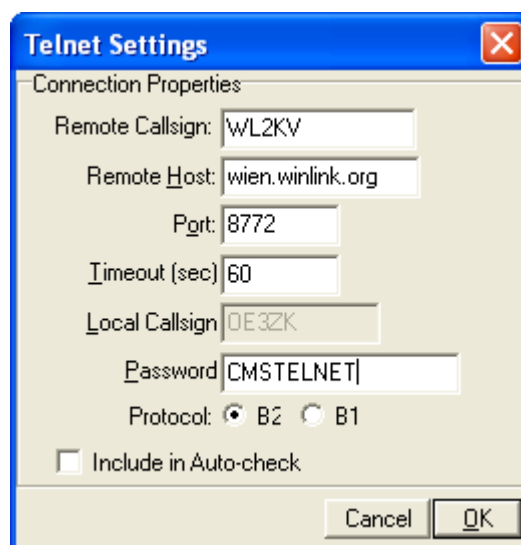 Telnet Settings
Connection Properties
Remote Callsign: WL2KV
Remote Host: wien.winlink.org
Port: 8772
Timeout (sec) 60
Local Callsign OE3ZK
Password CMSTELNET
Protocol: B2 B1
Include in Auto-check
Cancel OK